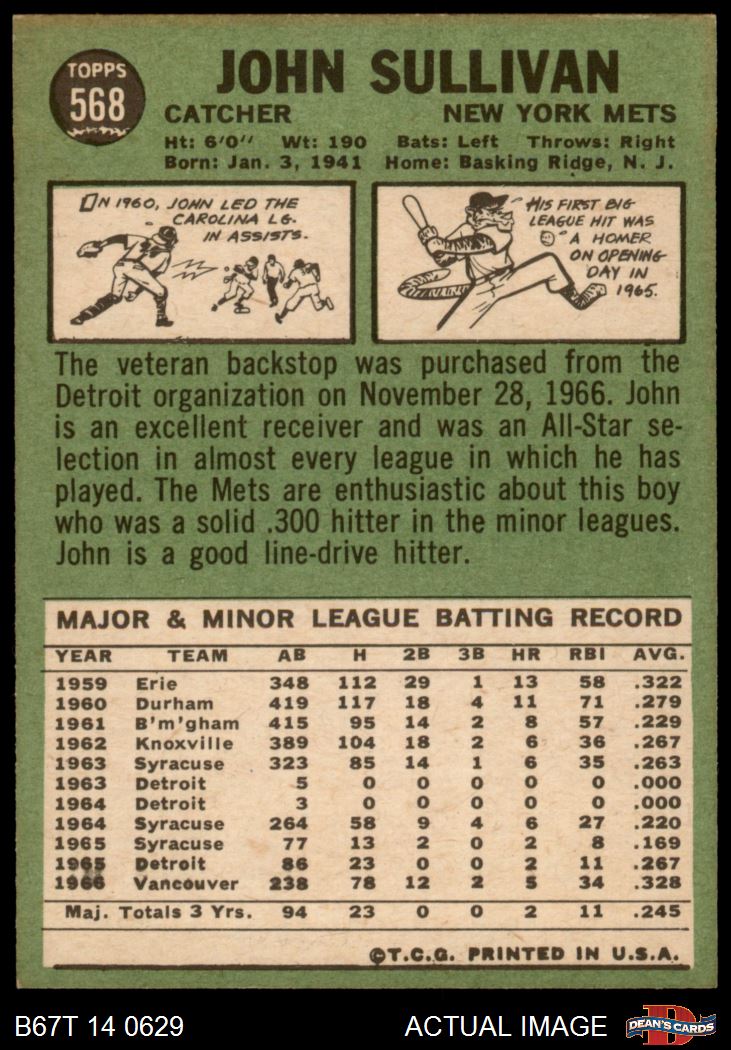 TOPPS
568
JOHN SULLIVAN
CATCHER NEW YORK METS
Ht: 6'0" Wt: 190 Bats: Left Throws: Right
Born: Jan. 3, 1941 Home: Basking Ridge, N. J.
IN 1960, JOHN LED THE
CAROLINA LG.
IN ASSISTS.
HIS FIRST BIG
LEAGUE HIT WAS
A HOMER
ON OPENING
DAY IN
1965.
The veteran backstop was purchased from the
Detroit organization on November 28, 1966. John
is an excellent receiver and was an All-Star se-
lection in almost every league in which he has
played. The Mets are enthusiastic about this boy
who was a solid .300 hitter in the minor leagues.
John is a good line-drive hitter.
MAJOR & MINOR LEAGUE BATTING RECORD
YEAR TEAM AB H 2B 3B HR RBI AVG.
1959 Erie 348 112 29 1 13 58 .322
1960 Durham 419 117 18 4 11 71 .279
1961 B'm'gham 415 95 14 2 8 57 .229
1962 Knoxville 389 104 18 2 6 36 .267
1963 Syracuse 323 85 14 1 6 35 .263
1963 Detroit 5 0 0 0 0 0 .000
1964 Detroit 3 0 0 0 0 0 .000
1964 Syracuse 264 58 9 4 6 27 .220
1965 Syracuse 77 13 2 0 2 8 .169
1965 Detroit 86 23 0 0 2 11 .267
1966 Vancouver 238 78 12 2 5 34 .328
Maj. Totals 3 Yrs. 94 23 0 0 2 11 .245
©T.C.G. PRINTED IN U.S.A.
B67T 14 0629 ACTUAL IMAGE DEAN'S CARDS